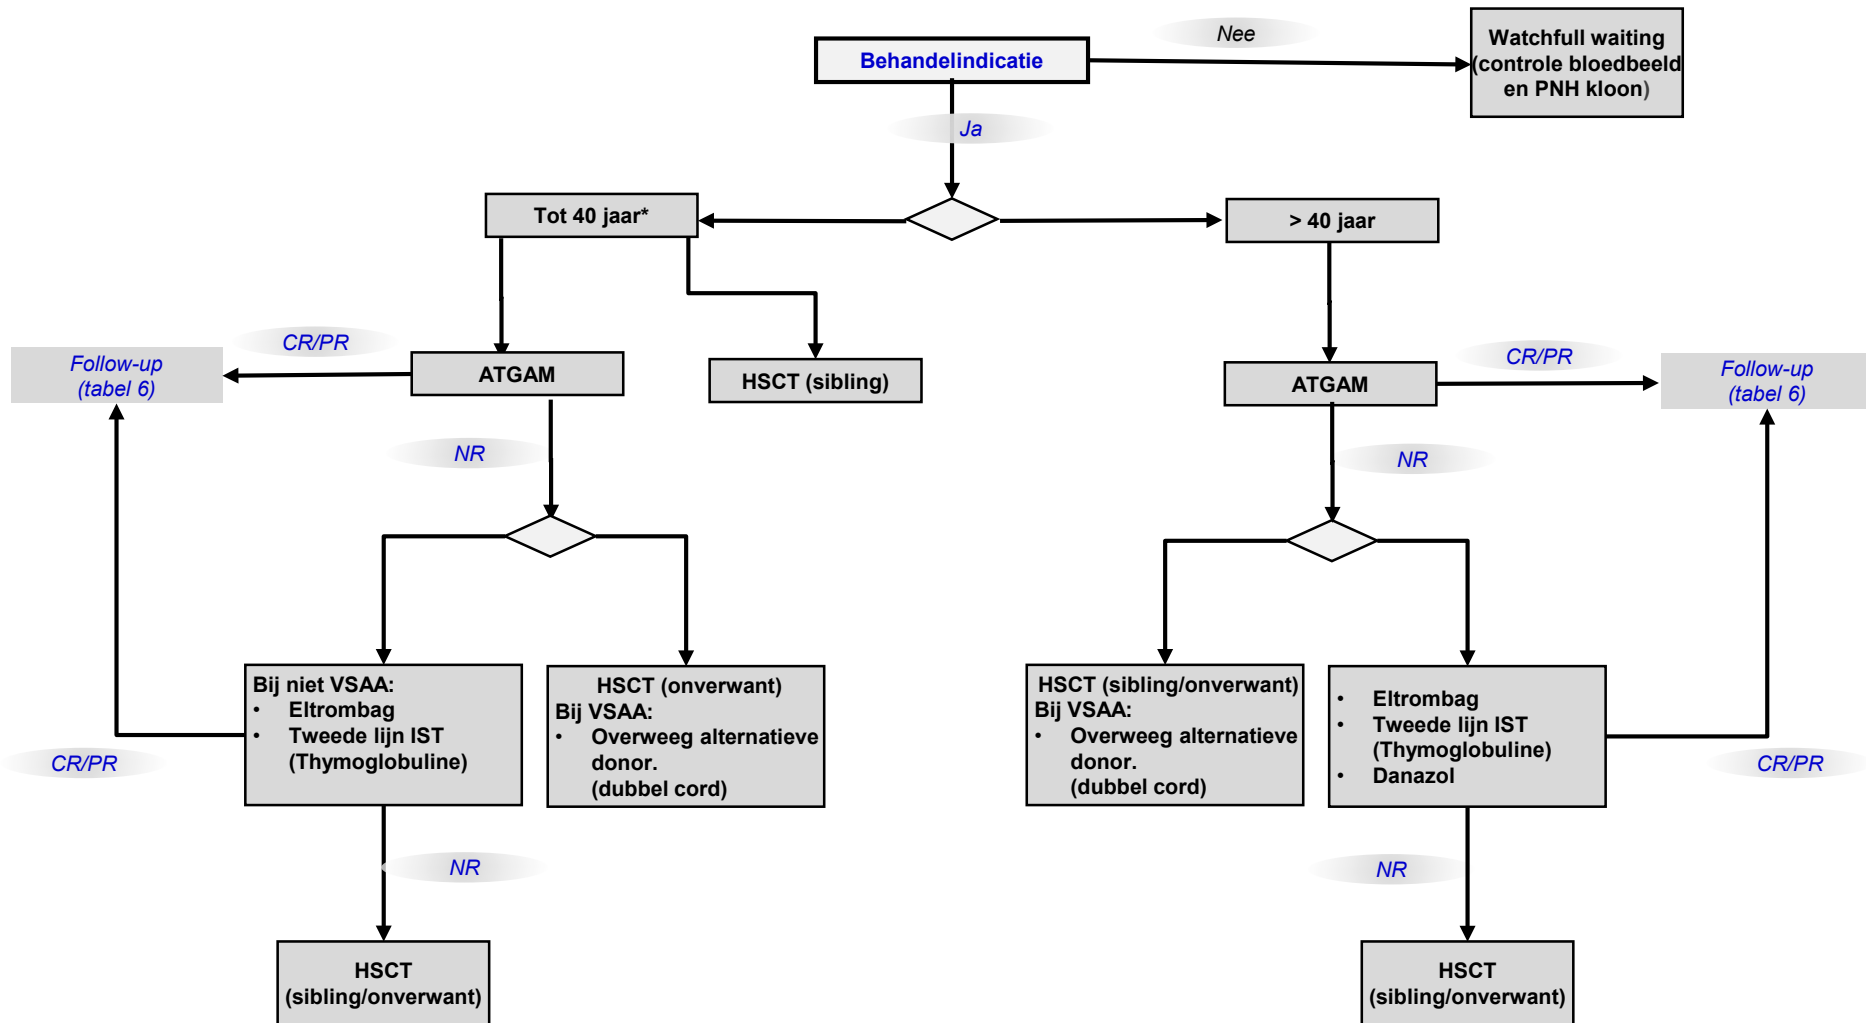 Nee
Watchfull waiting
(controle bloedbeeld
en PNH kloon)
Behandelindicatie
Ja
Tot 40 jaar*
> 40 jaar
CR/PR
Follow-up
(tabel 6)
ATGAM
HSCT (sibling)
ATGAM
CR/PR
Follow-up
(tabel 6)
NR
NR
Bij niet VSAA:
• Eltrombag
• Tweede lijn IST
(Thymoglobuline)
HSCT (onverwant)
Bij VSAA:
• Overweeg alternatieve
donor.
(dubbel cord)
HSCT (sibling/onverwant)
Bij VSAA:
• Overweeg alternatieve
donor.
(dubbel cord)
• Eltrombag
• Tweede lijn IST
(Thymoglobuline)
• Danazol
CR/PR
CR/PR
NR
NR
HSCT
(sibling/onverwant)
HSCT
(sibling/onverwant)